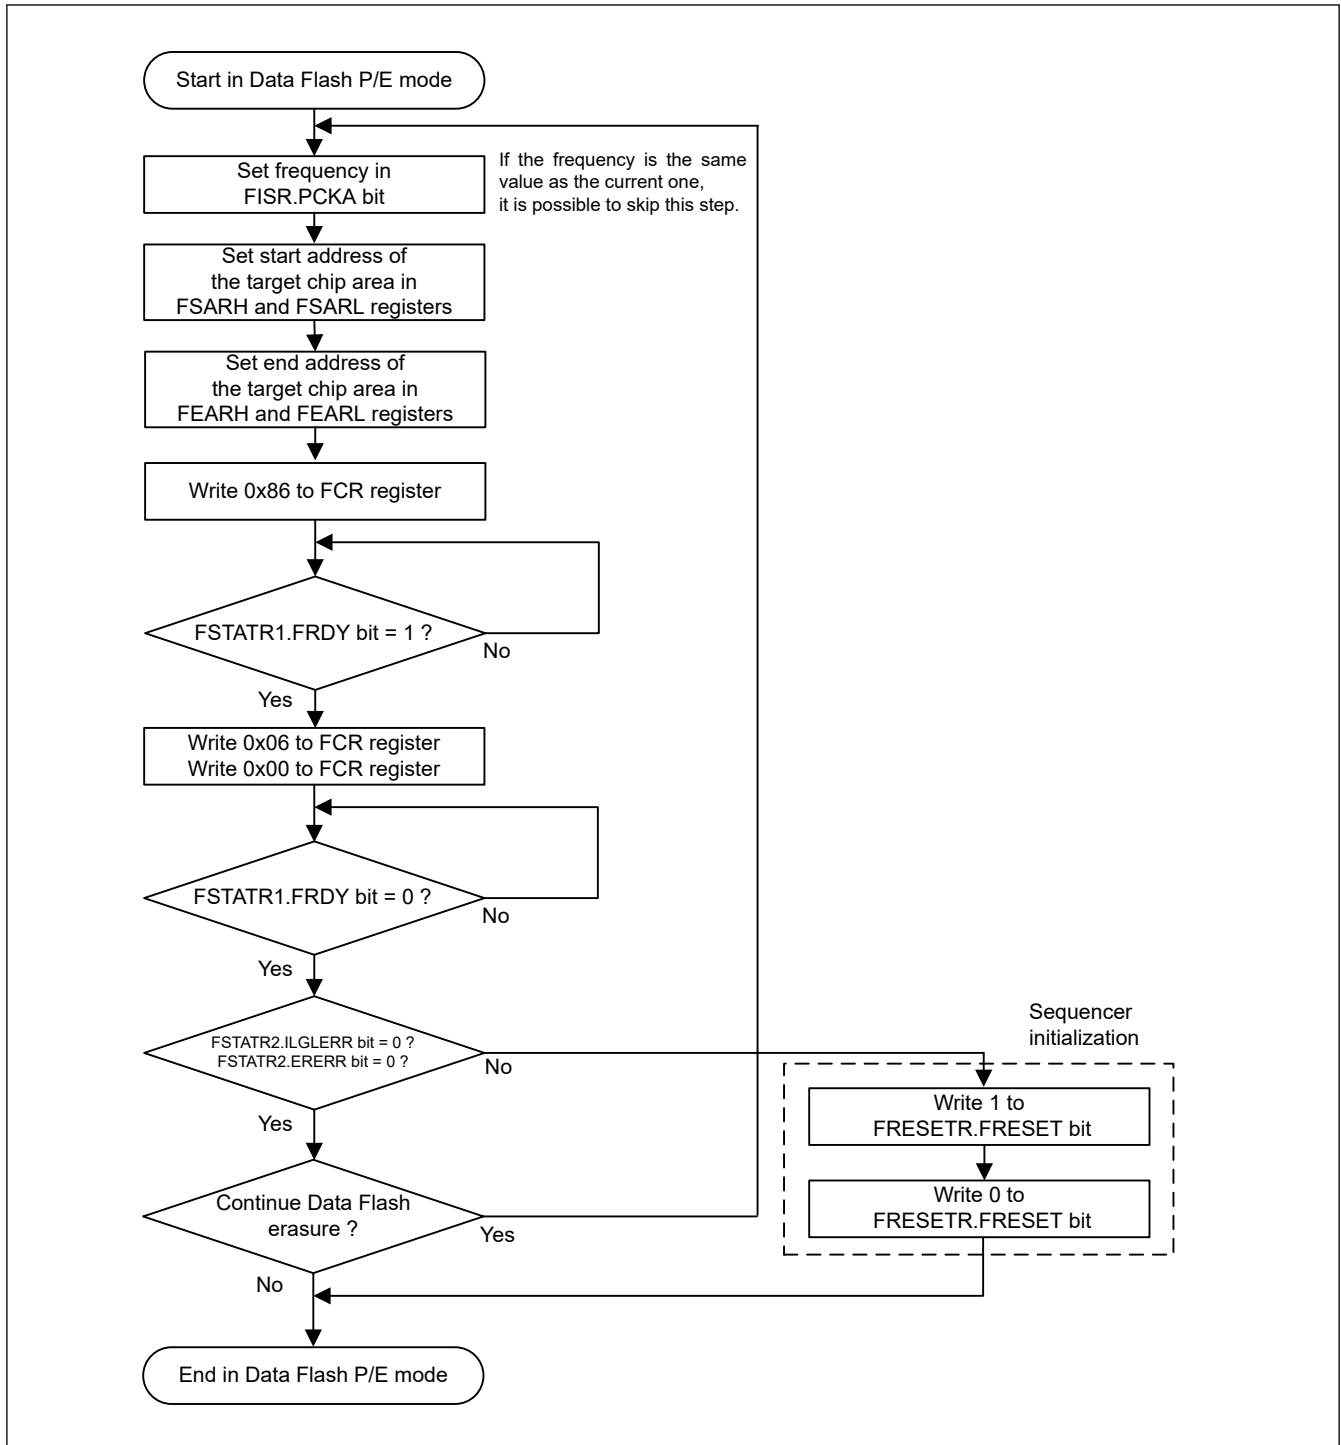 Start in Data Flash P/E mode
Set frequency in
FISR.PCKA bit
If the frequency is the same
value as the current one,
it is possible to skip this step.
Set start address of
the target chip area in
FSARH and FSARL registers
Set end address of
the target chip area in
FEARH and FEARL registers
Write 0x86 to FCR register
FSTATR1.FRDY bit = 1 ?
No
Yes
Write 0x06 to FCR register
Write 0x00 to FCR register
FSTATR1.FRDY bit = 0 ?
No
Yes
FSTATR2.ILGLERR bit = 0 ?
FSTATR2.ERERR bit = 0 ?
No
Yes
Sequencer
initialization
Write 1 to
FRESETR.FRESET bit
Write 0 to
FRESETR.FRESET bit
Continue Data Flash
erasure ?
Yes
No
End in Data Flash P/E mode